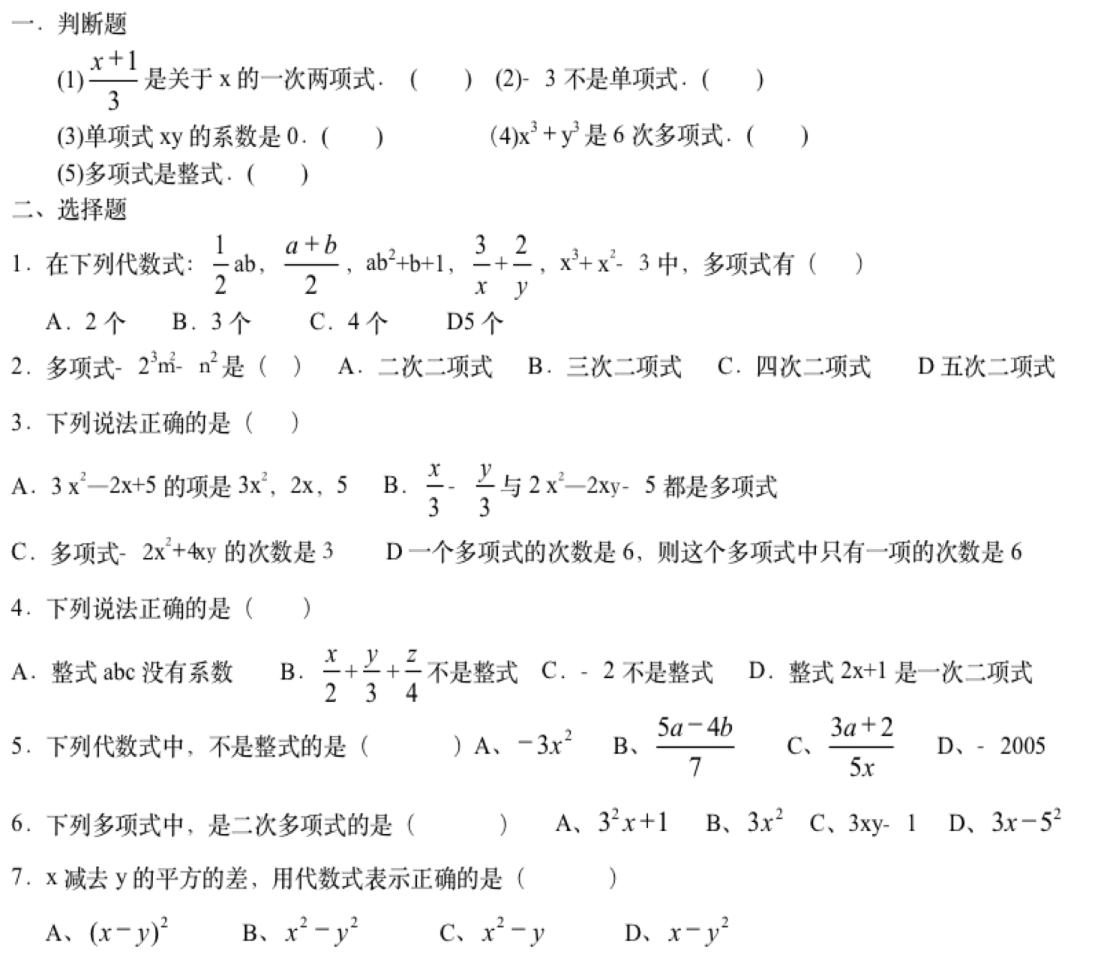 一．判断题
(1)$\frac{x+1}{3}$是关于 x 的一次两项式．（　　）(2)- 3 不是单项式．(　　)
(3)单项式 xy 的系数是 0．(　　)　　(4)x³＋y³是 6 次多项式．(　　)
(5)多项式是整式．(　　)
二、选择题
1．在下列代数式：$\frac{1}{2}$ab，$\frac{a+b}{2}$，ab²+b+1，$\frac{3}{x}$+$\frac{2}{y}$，x³+ x²- 3 中，多项式有（　　）
A．2 个　　B．3 个　　C．4 个　　D5 个
2．多项式- 2³m²- n²是（　　）　A．二次二项式　B．三次二项式　C．四次二项式　D 五次二项式
3．下列说法正确的是（　　）
A．3 x²—2x+5 的项是 3x²，2x，5　B．$\frac{x}{3}$- $\frac{y}{3}$与 2 x²—2xy- 5 都是多项式
C．多项式- 2x²+4xy 的次数是 3　　D 一个多项式的次数是 6，则这个多项式中只有一项的次数是 6
4．下列说法正确的是（　　）
A．整式 abc 没有系数　　B．$\frac{x}{2}$+$\frac{y}{3}$+$\frac{z}{4}$不是整式　C．- 2 不是整式　D．整式 2x+1 是一次二项式
5．下列代数式中，不是整式的是（　　）A、$-3x^2$　B、$\frac{5a-4b}{7}$　C、$\frac{3a+2}{5x}$　D、- 2005
6．下列多项式中，是二次多项式的是（　　）　A、$3^2x+1$　B、$3x^2$　C、3xy- 1　D、$3x-5^2$
7．x 减去 y 的平方的差，用代数式表示正确的是（　　）
A、$(x-y)^2$　　B、$x^2-y^2$　　C、$x^2-y$　　D、$x-y^2$